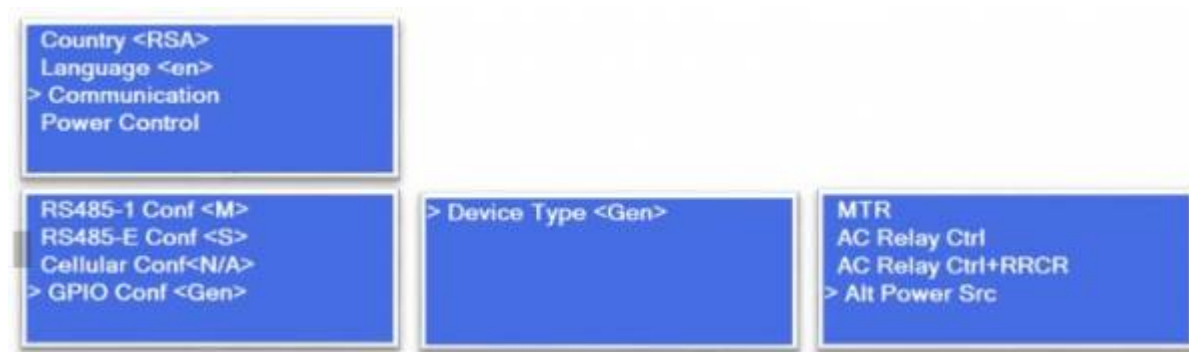 Country <RSA>
Language <en>
> Communication
Power Control
RS485-1 Conf <M>
RS485-E Conf <S>
Cellular Conf<N/A>
> GPIO Conf <Gen>
> Device Type <Gen>
MTR
AC Relay Ctrl
AC Relay Ctrl+RRCR
> Alt Power Src